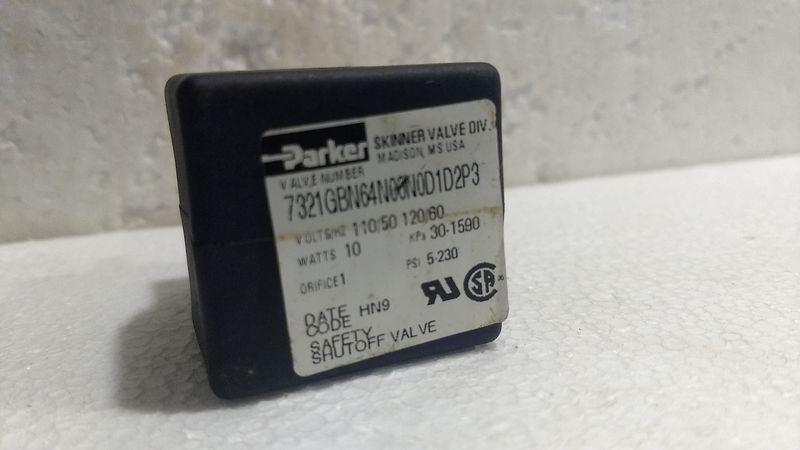 Parker SKINNER VALVE DIV.
MADISON, MS USA
VALVE NUMBER
7321GBN64N00N0D1D2P3
VOLTS/HZ 110/50 120/60
WATTS 10 KPa 30-1590
ORIFICE 1 PSI 5-230
DATE CODE HN9
SAFETY
SHUTOFF VALVE